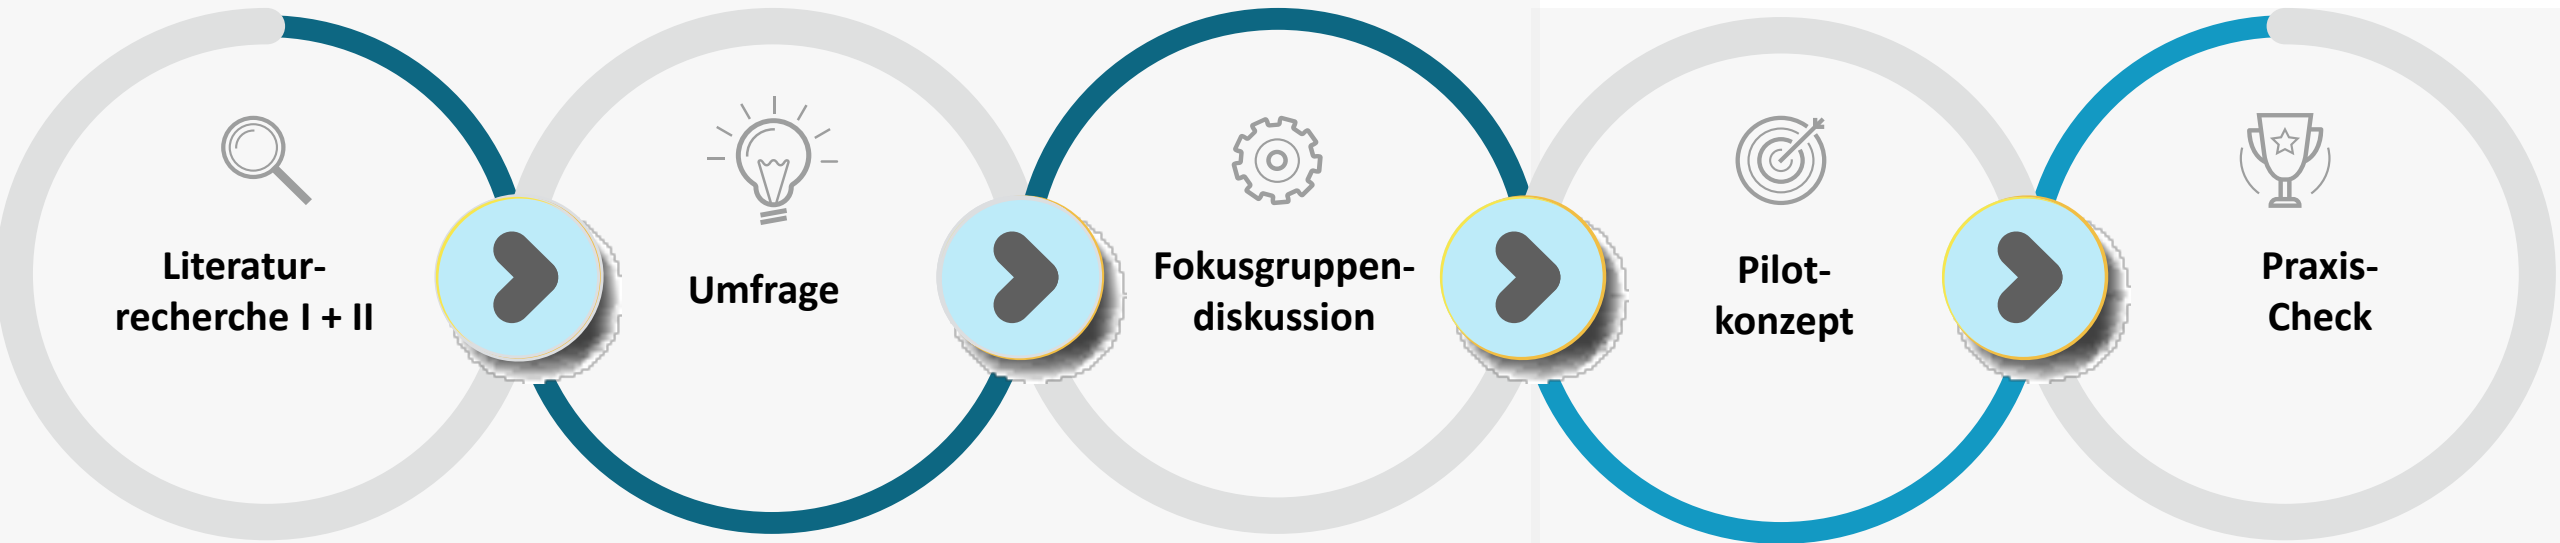 Literatur-
recherche I + II
Umfrage
Fokusgruppen-
diskussion
Pilot-
konzept
Praxis-
Check